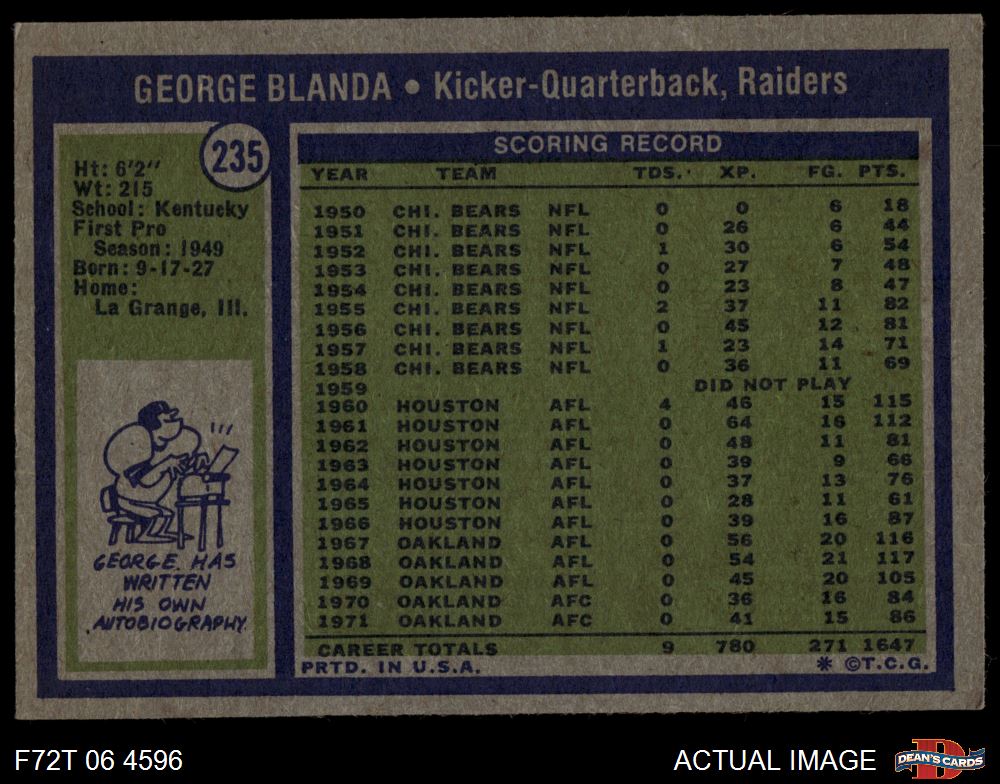 GEORGE BLANDA • Kicker-Quarterback, Raiders
235
Ht: 6'2"
Wt: 215
School: Kentucky
First Pro
Season: 1949
Born: 9-17-27
Home:
La Grange, Ill.
GEORGE HAS
WRITTEN
HIS OWN
AUTOBIOGRAPHY.
SCORING RECORD
YEAR TEAM TDS. XP. FG. PTS.
1950 CHI. BEARS NFL 0 0 6 18
1951 CHI. BEARS NFL 0 26 6 44
1952 CHI. BEARS NFL 1 30 6 54
1953 CHI. BEARS NFL 0 27 7 48
1954 CHI. BEARS NFL 0 23 8 47
1955 CHI. BEARS NFL 2 37 11 82
1956 CHI. BEARS NFL 0 45 12 81
1957 CHI. BEARS NFL 1 23 14 71
1958 CHI. BEARS NFL 0 36 11 69
1959 DID NOT PLAY
1960 HOUSTON AFL 4 46 15 115
1961 HOUSTON AFL 0 64 16 112
1962 HOUSTON AFL 0 48 11 81
1963 HOUSTON AFL 0 39 9 66
1964 HOUSTON AFL 0 37 13 76
1965 HOUSTON AFL 0 28 11 61
1966 HOUSTON AFL 0 39 16 87
1967 OAKLAND AFL 0 56 20 116
1968 OAKLAND AFL 0 54 21 117
1969 OAKLAND AFL 0 45 20 105
1970 OAKLAND AFC 0 36 16 84
1971 OAKLAND AFC 0 41 15 86
CAREER TOTALS 9 780 271 1647
PRTD. IN U.S.A. * ©T.C.G.
F72T 06 4596
ACTUAL IMAGE
DEAN'S CARDS